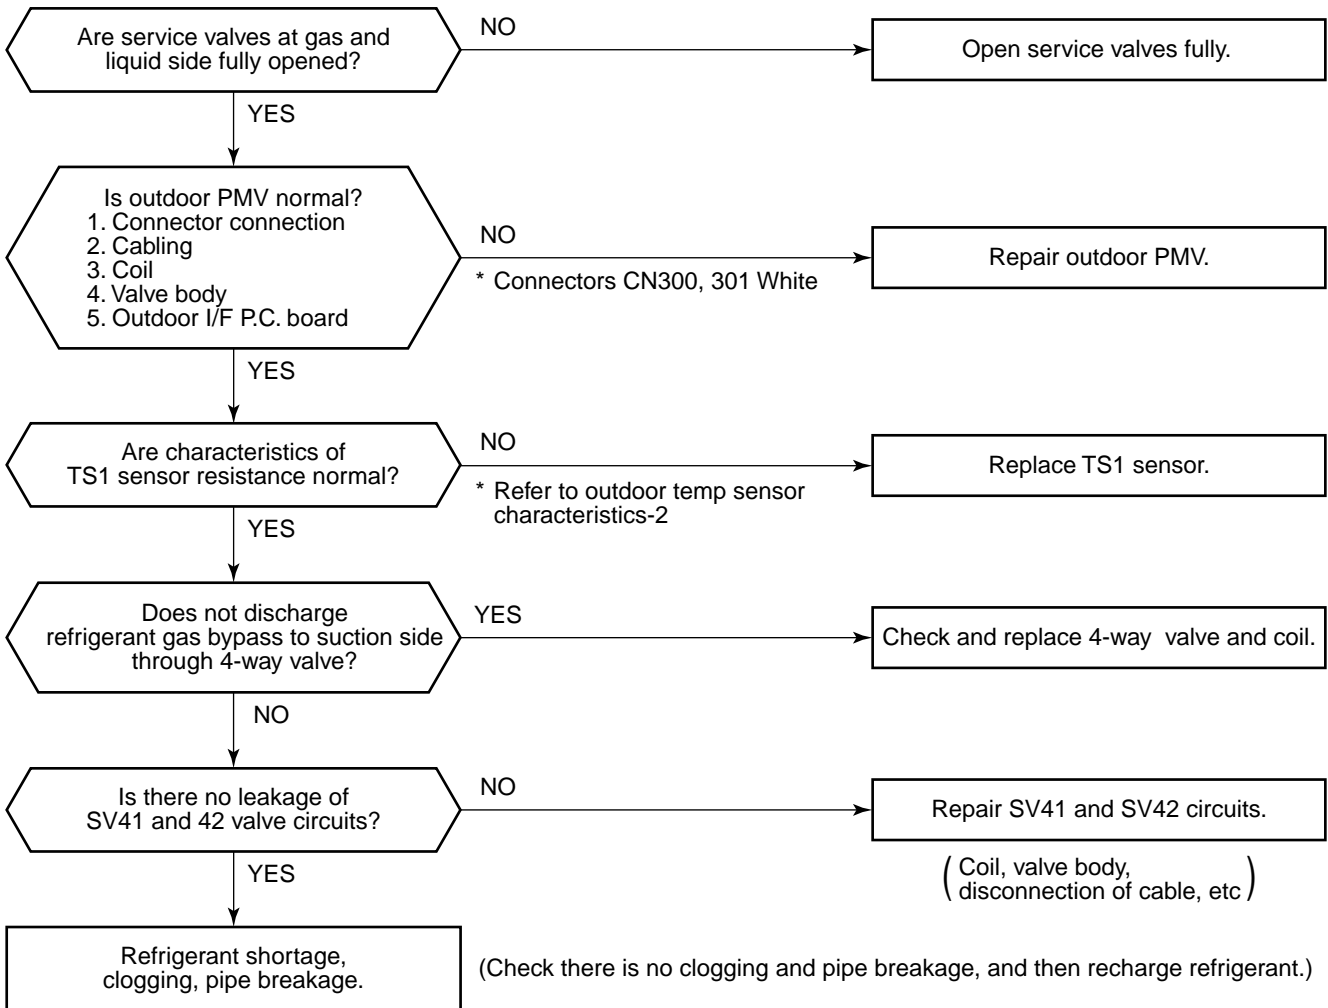 Are service valves at gas and
liquid side fully opened?
NO
Open service valves fully.
YES
Is outdoor PMV normal?
1. Connector connection
2. Cabling
3. Coil
4. Valve body
5. Outdoor I/F P.C. board
NO
* Connectors CN300, 301 White
Repair outdoor PMV.
YES
Are characteristics of
TS1 sensor resistance normal?
NO
* Refer to outdoor temp sensor
characteristics-2
Replace TS1 sensor.
YES
Does not discharge
refrigerant gas bypass to suction side
through 4-way valve?
YES
Check and replace 4-way valve and coil.
NO
Is there no leakage of
SV41 and 42 valve circuits?
NO
Repair SV41 and SV42 circuits.
(Coil, valve body,
disconnection of cable, etc)
YES
Refrigerant shortage,
clogging, pipe breakage.
(Check there is no clogging and pipe breakage, and then recharge refrigerant.)